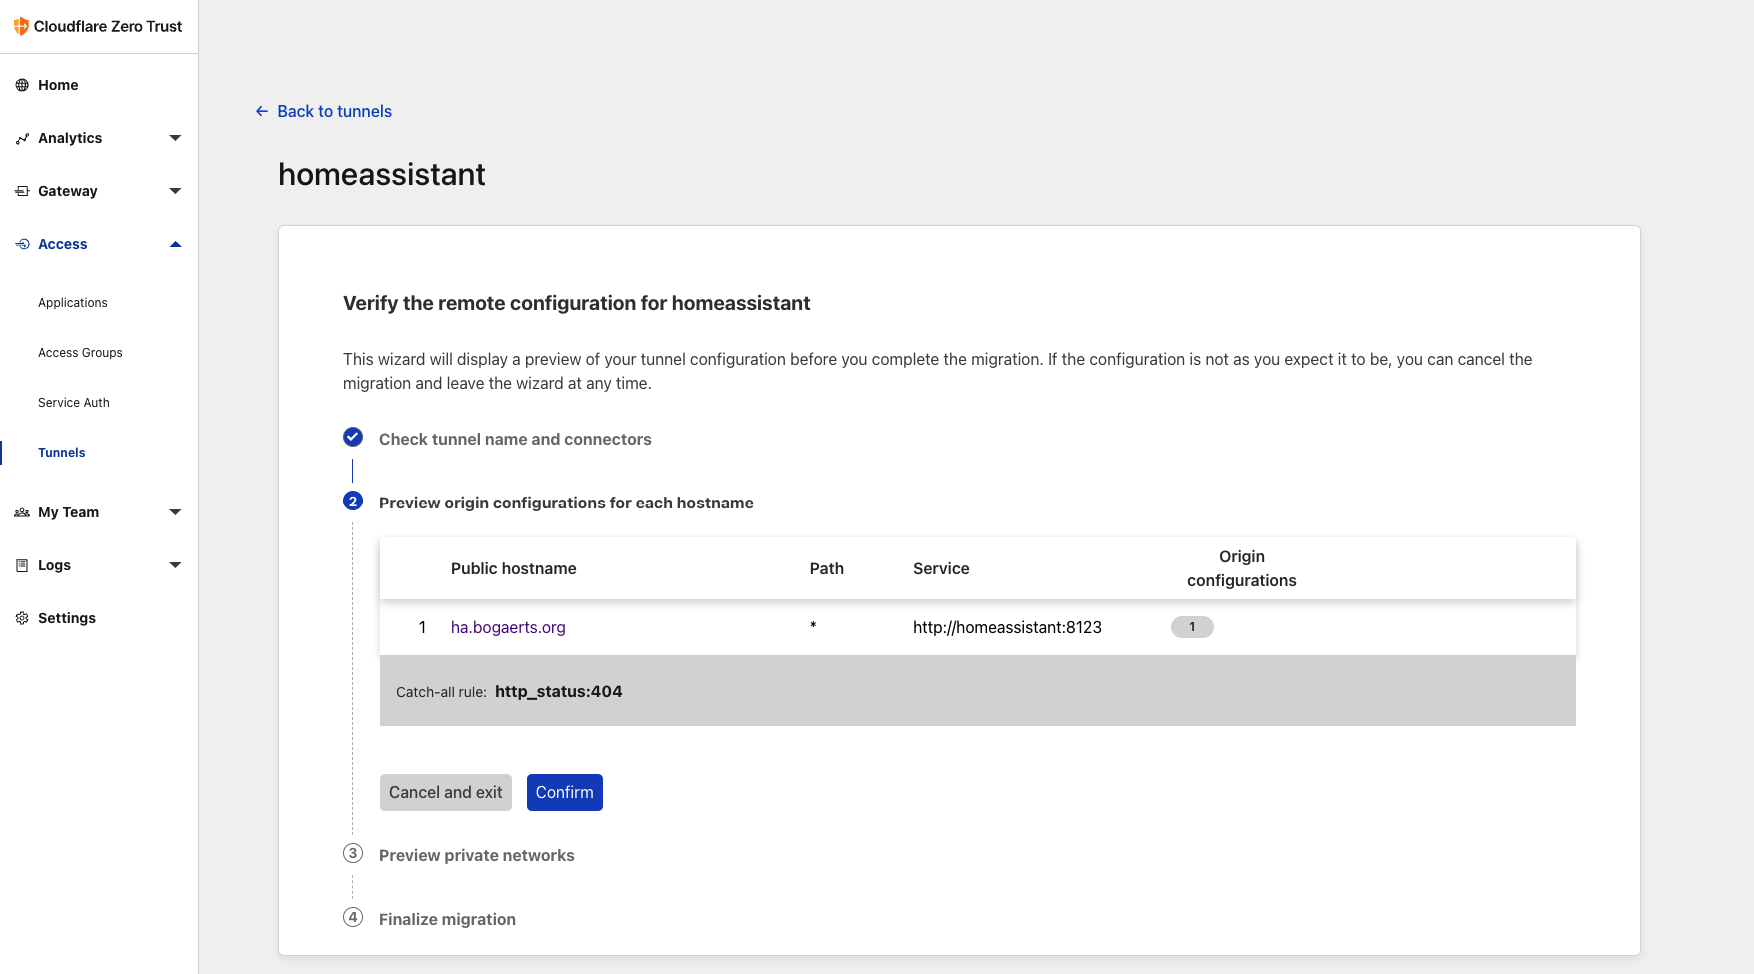 Cloudflare Zero Trust
Home
Analytics
Gateway
Access
Applications
Access Groups
Service Auth
Tunnels
My Team
Logs
Settings
← Back to tunnels
homeassistant
Verify the remote configuration for homeassistant
This wizard will display a preview of your tunnel configuration before you complete the migration. If the configuration is not as you expect it to be, you can cancel the
migration and leave the wizard at any time.
Check tunnel name and connectors
2 Preview origin configurations for each hostname
Public hostname Path Service Origin configurations
1 ha.bogaerts.org * http://homeassistant:8123 1
Catch-all rule: http_status:404
Cancel and exit Confirm
3 Preview private networks
4 Finalize migration